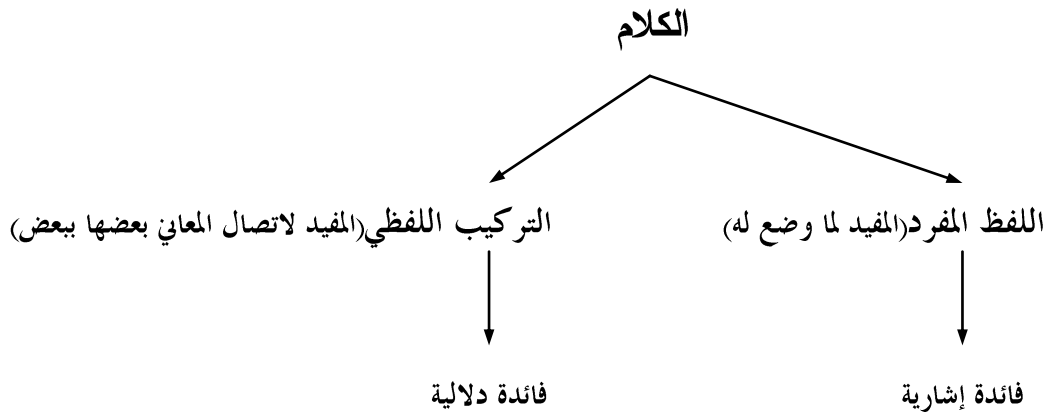 الكلام
اللفظ المفرد(المفيد لما وضع له)
التركيب اللفظي(المفيد لاتصال المعاني بعضها ببعض)
فائدة إشارية
فائدة دلالية